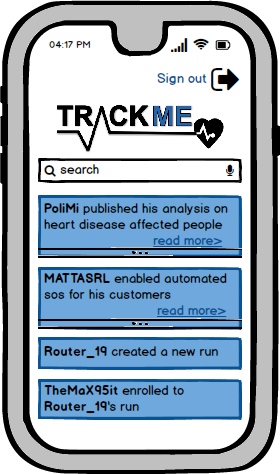 04:17 PM
Sign out
TRACKME
search
PoliMi published his analysis on
heart disease affected people
read more>
MATTASRL enabled automated
sos for his customers
read more>
Router_19 created a new run
TheMaX95it enrolled to
Router_19's run